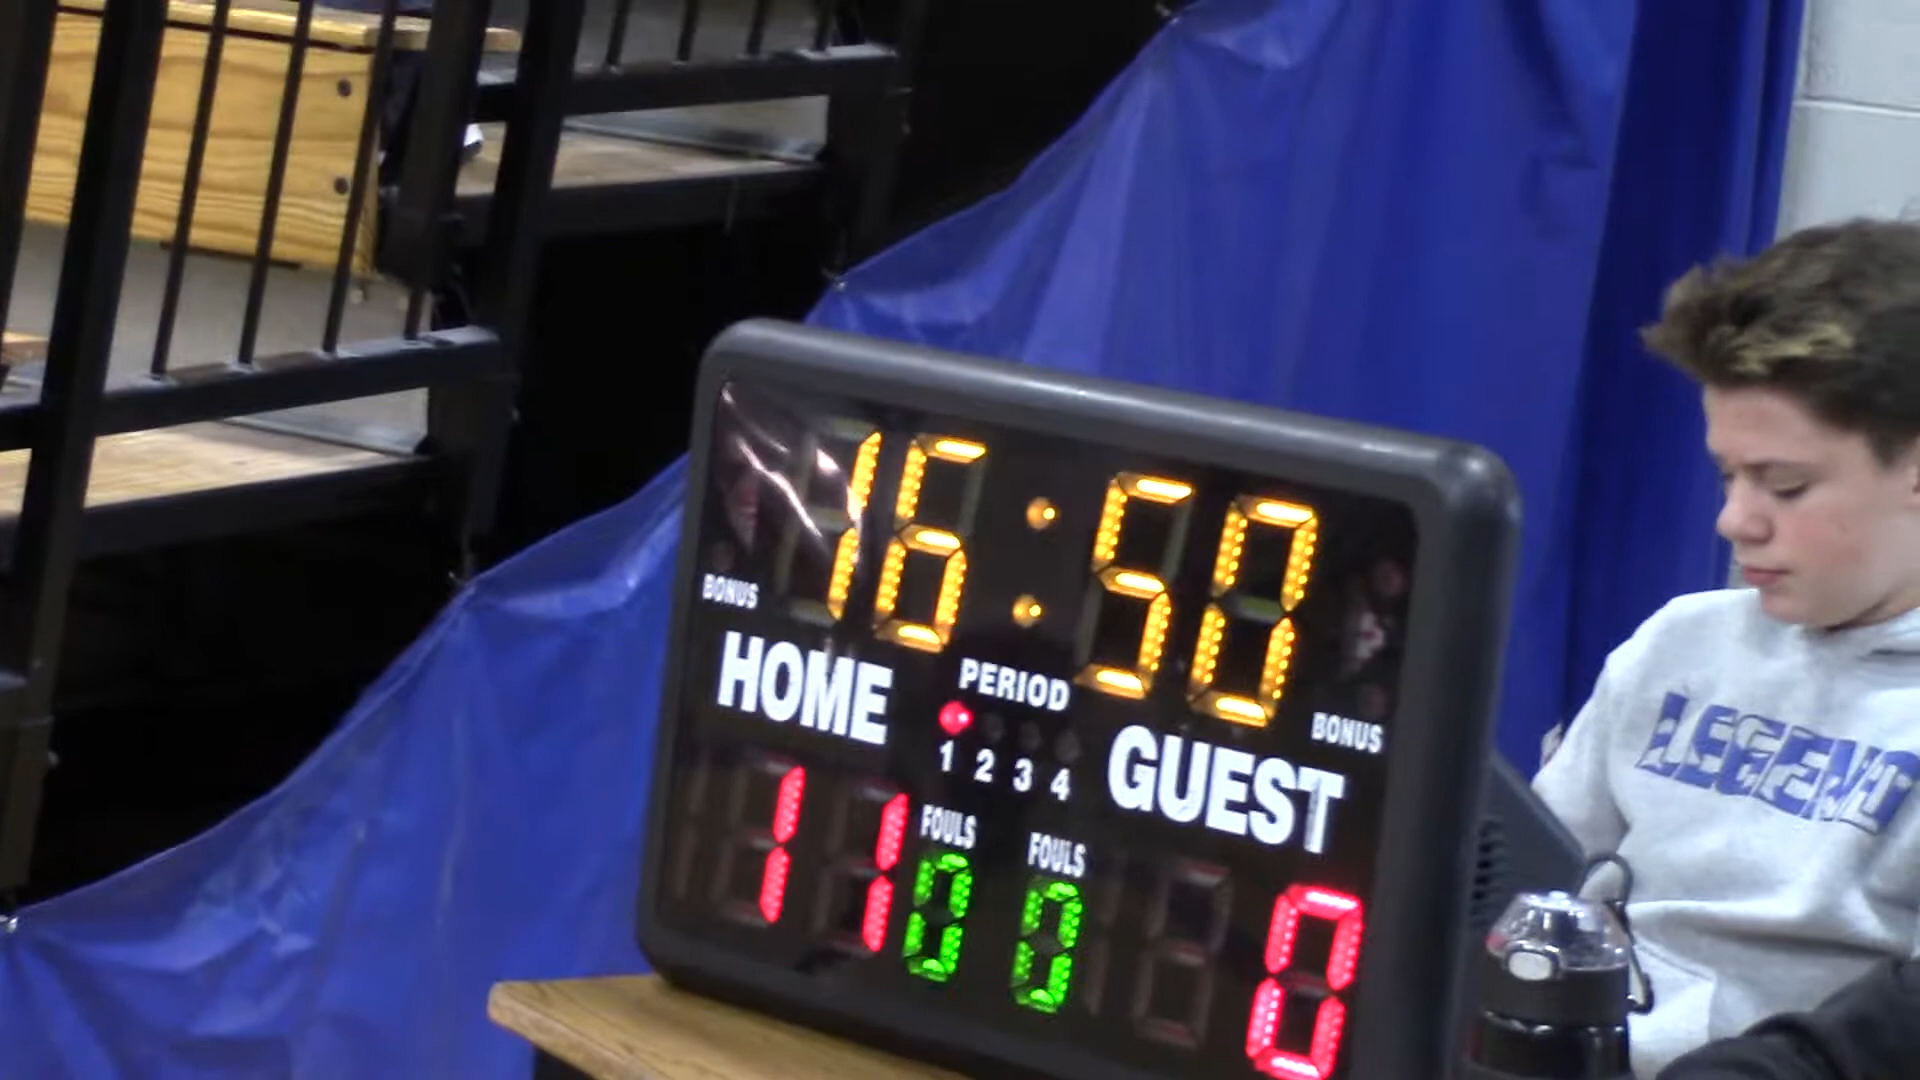 16:50
BONUS
BONUS
HOME
PERIOD
GUEST
1 2 3 4
11
FOULS
FOULS
0
0
0
LEGEND